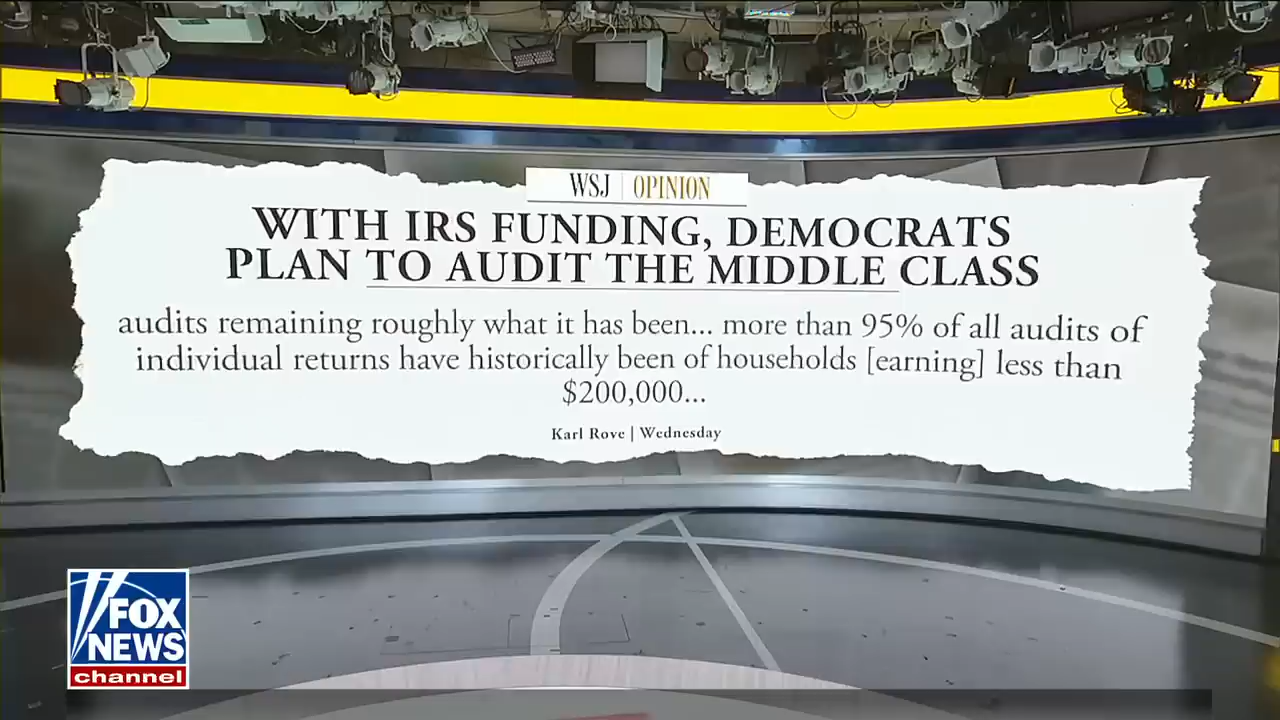 WSJ | OPINION
WITH IRS FUNDING, DEMOCRATS
PLAN TO AUDIT THE MIDDLE CLASS
audits remaining roughly what it has been... more than 95% of all audits of
individual returns have historically been of households [earning] less than
$200,000...
Karl Rove | Wednesday
FOX
NEWS
channel